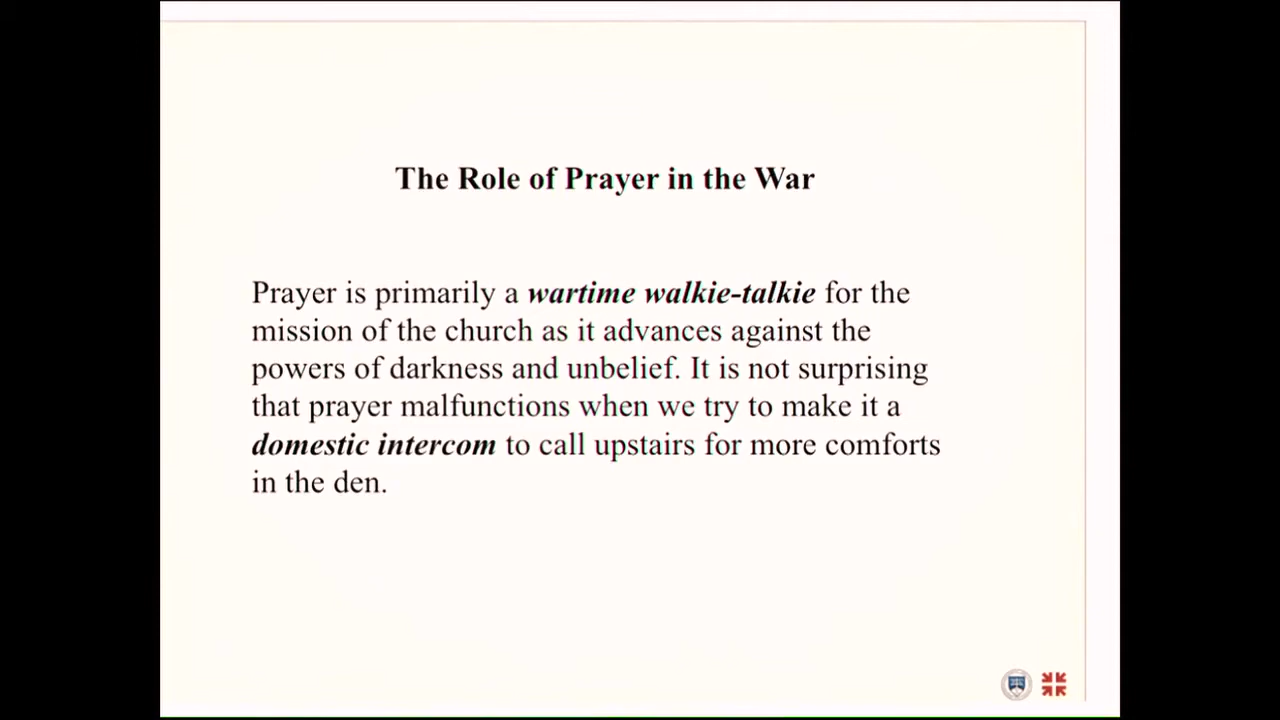 The Role of Prayer in the War
Prayer is primarily a wartime walkie-talkie for the
mission of the church as it advances against the
powers of darkness and unbelief. It is not surprising
that prayer malfunctions when we try to make it a
domestic intercom to call upstairs for more comforts
in the den.